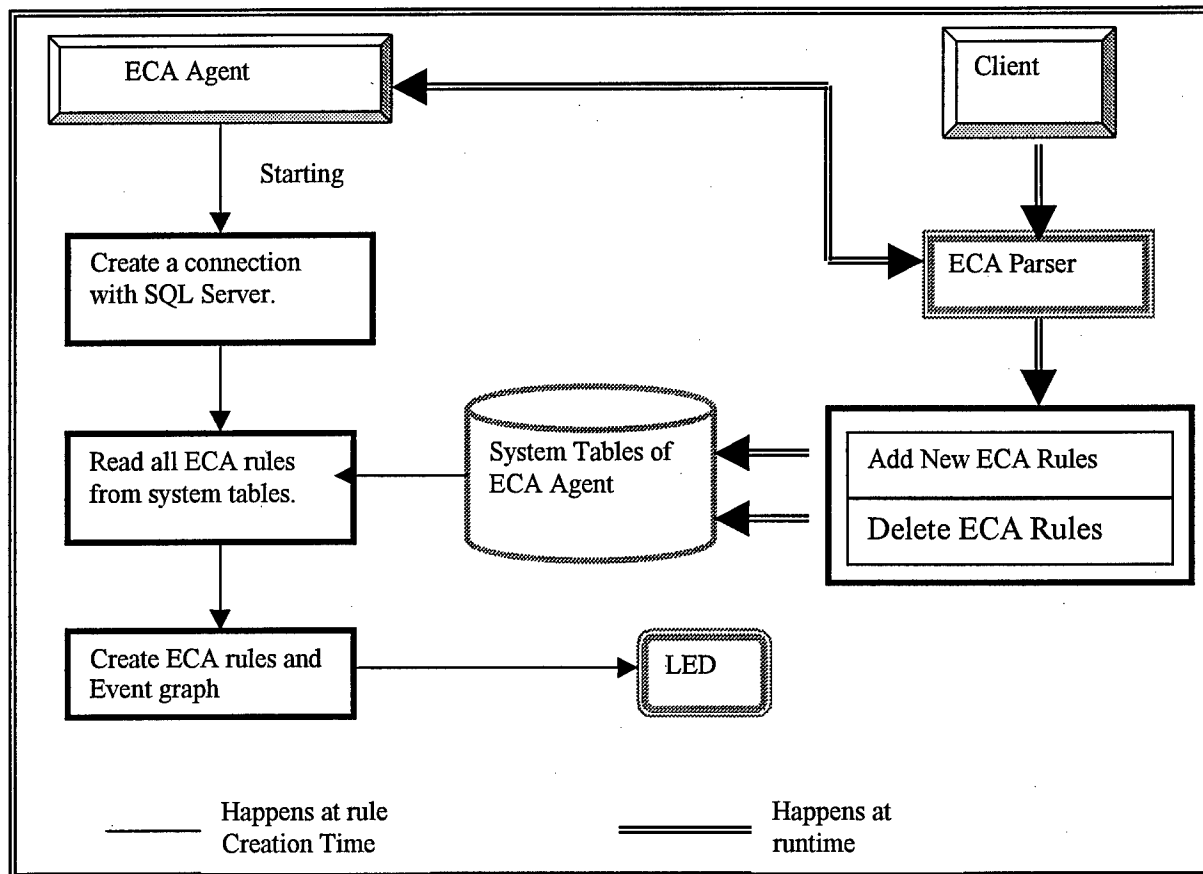 ECA Agent
Client
Starting
Create a connection
with SQL Server.
ECA Parser
Read all ECA rules
from system tables.
System Tables of
ECA Agent
Add New ECA Rules
Delete ECA Rules
Create ECA rules and
Event graph
LED
Happens at rule
Creation Time
Happens at
runtime